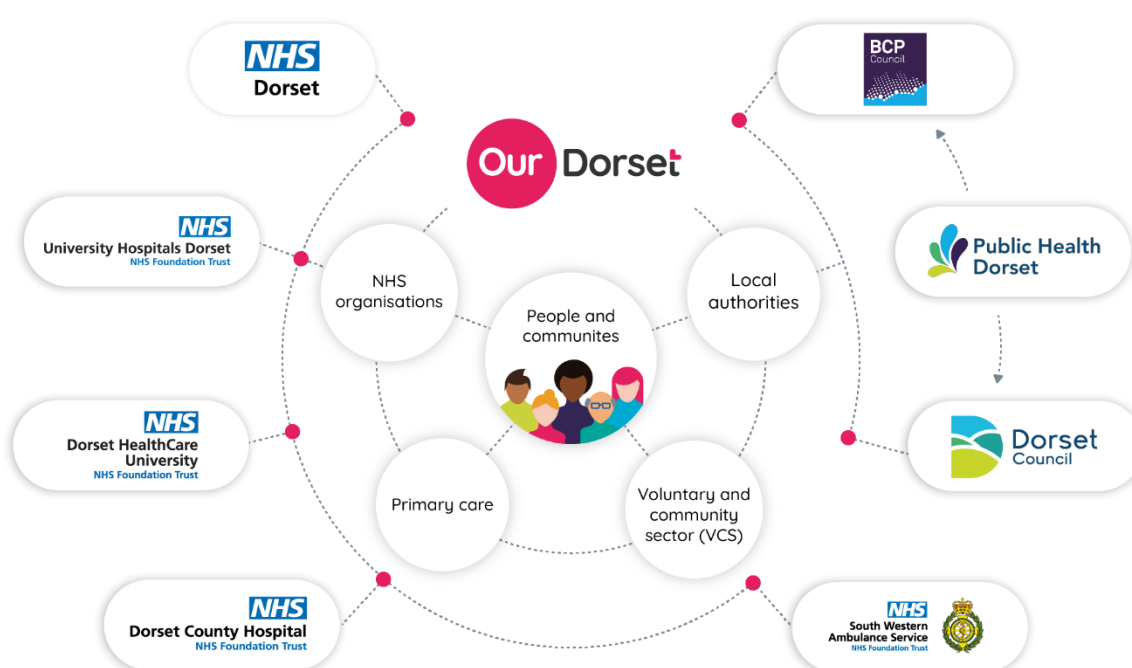 NHS
Dorset
BCP
Council
Our Dorset
NHS
University Hospitals Dorset
NHS Foundation Trust
NHS
organisations
People and
communites
Local
authorities
Public Health
Dorset
NHS
Dorset HealthCare
University
NHS Foundation Trust
Primary care
Voluntary and
community
sector (VCS)
Dorset
Council
NHS
Dorset County Hospital
NHS Foundation Trust
NHS
South Western
Ambulance Service
NHS Foundation Trust